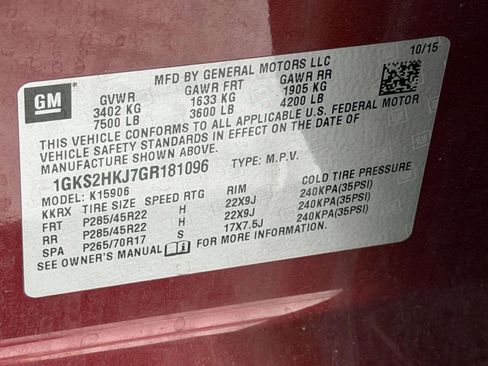 GM
MFD BY GENERAL MOTORS LLC 10/15
GVWR GAWR FRT GAWR RR
3402 KG 1633 KG 1905 KG
7500 LB 3600 LB 4200 LB
THIS VEHICLE CONFORMS TO ALL APPLICABLE U.S. FEDERAL MOTOR
VEHICLE SAFETY STANDARDS IN EFFECT ON THE DATE OF
MANUFACTURE SHOWN ABOVE.
1GKS2HKJ7GR181096 TYPE: M.P.V.
MODEL: K15906
KKRX TIRE SIZE SPEED RTG RIM COLD TIRE PRESSURE
FRT P285/45R22 H 22X9J 240KPA(35PSI)
RR P285/45R22 H 22X9J 240KPA(35PSI)
SPA P265/70R17 S 17X7.5J 240KPA(35PSI)
SEE OWNER'S MANUAL FOR MORE INFORMATION.